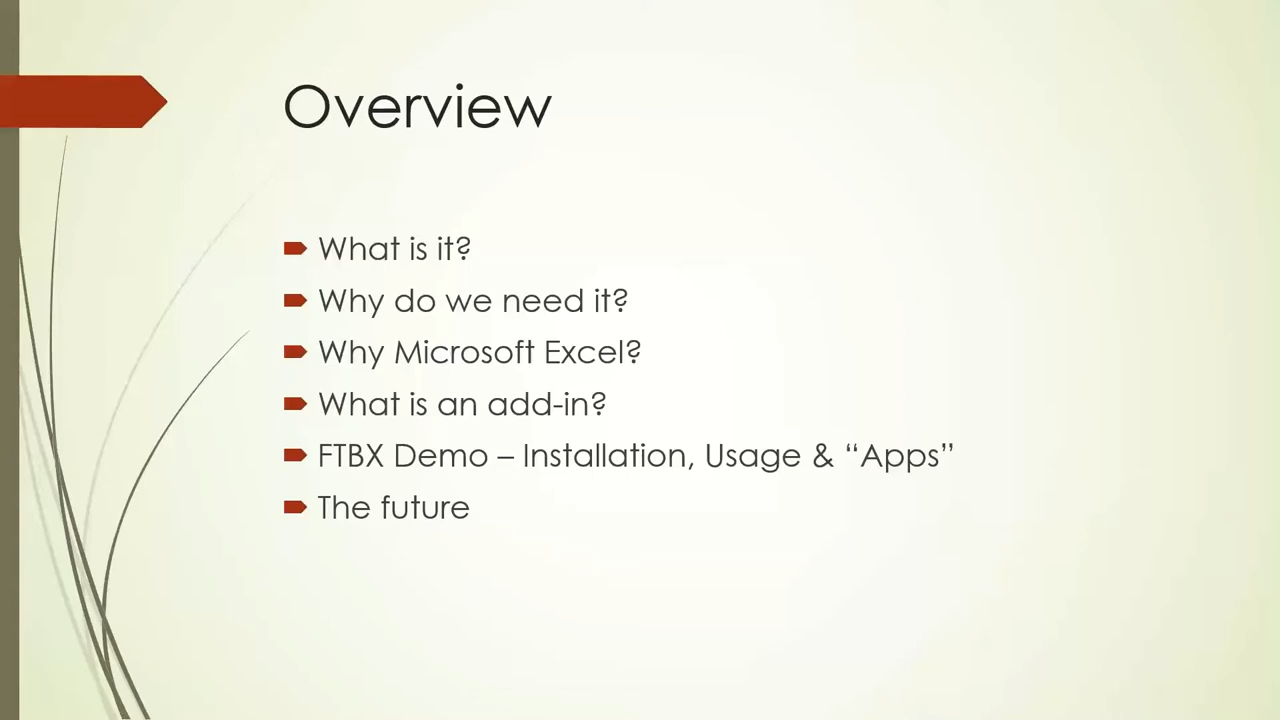 Overview
What is it?
Why do we need it?
Why Microsoft Excel?
What is an add-in?
FTBX Demo – Installation, Usage & “Apps”
The future